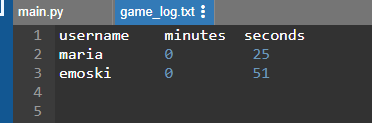 main.py game_log.txt
1 username minutes seconds
2 maria 0 25
3 emoski 0 51
4
5